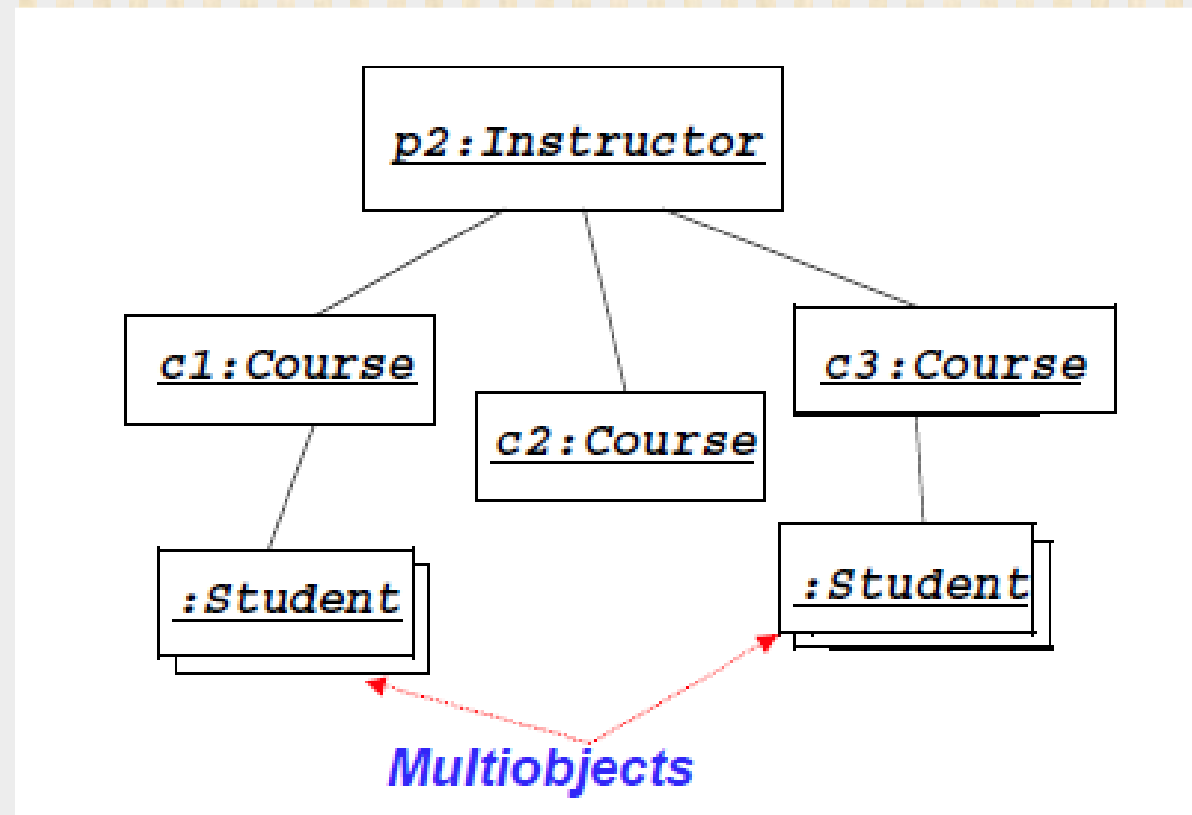 p2:Instructor
c1:Course
c3:Course
c2:Course
:Student
:Student
Multiobjects